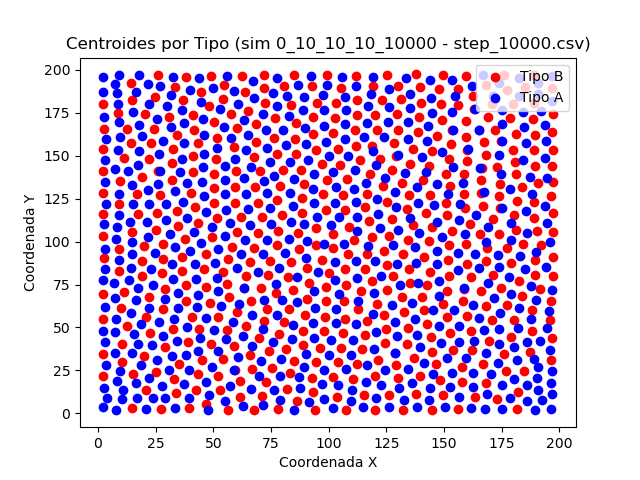 Centroides por Tipo (sim 0_10_10_10_10000 - step_10000.csv)
Tipo B
Tipo A
Coordenada Y
200
175
150
125
100
75
50
25
0
0 25 50 75 100 125 150 175 200
Coordenada X